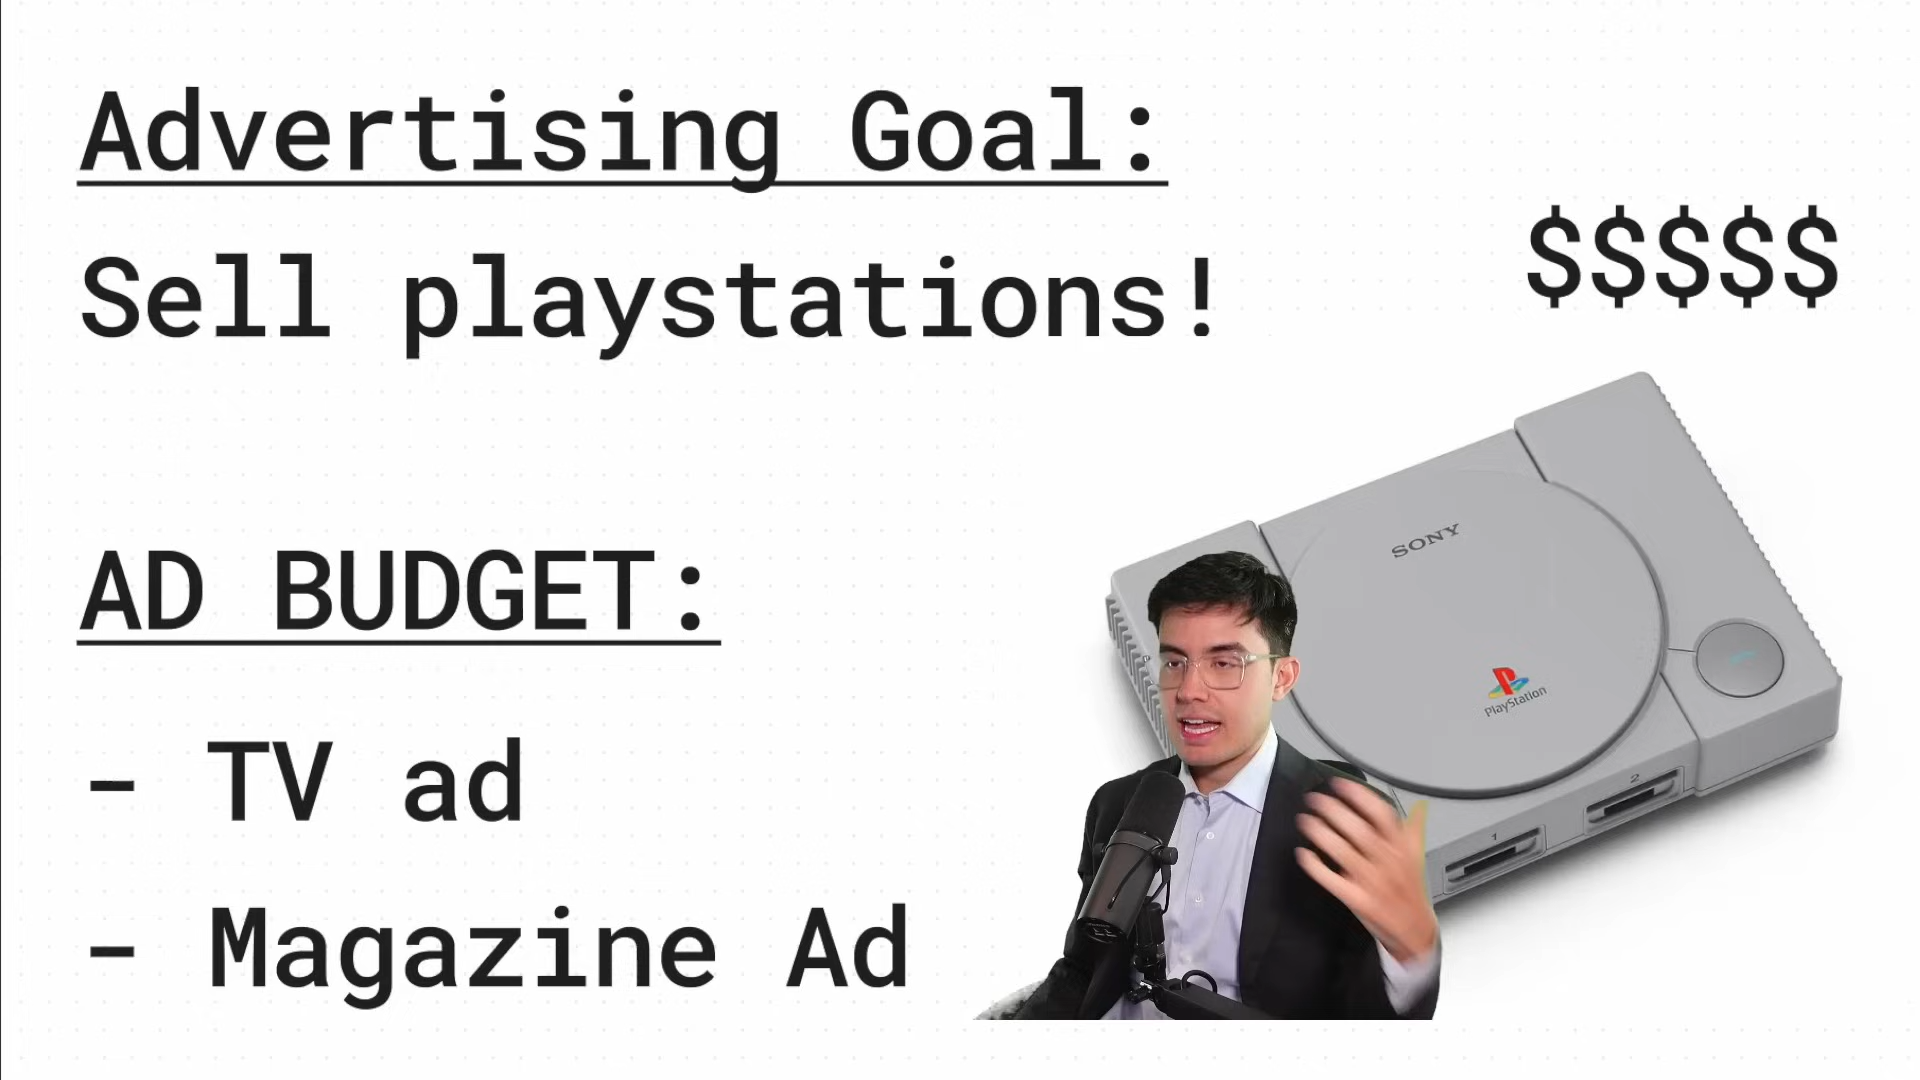 Advertising Goal:
Sell playstations!
$$$$$
AD BUDGET:
- TV ad
- Magazine Ad
SONY
PlayStation
1
2